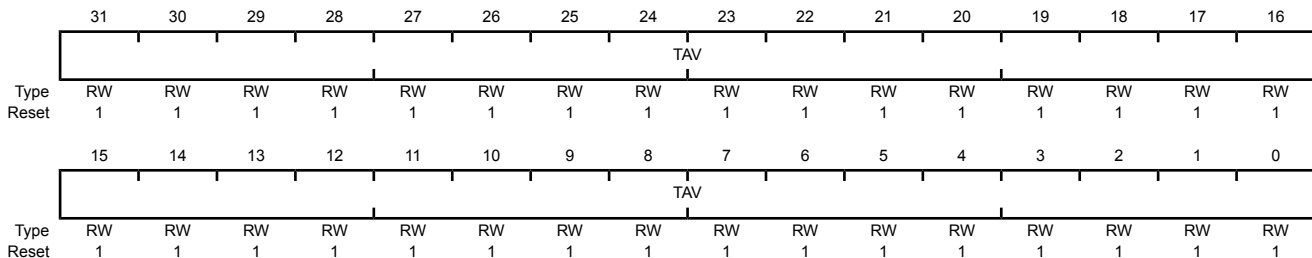 31 30 29 28 27 26 25 24 23 22 21 20 19 18 17 16
TAV
Type RW RW RW RW RW RW RW RW RW RW RW RW RW RW RW RW
Reset 1 1 1 1 1 1 1 1 1 1 1 1 1 1 1 1
15 14 13 12 11 10 9 8 7 6 5 4 3 2 1 0
TAV
Type RW RW RW RW RW RW RW RW RW RW RW RW RW RW RW RW
Reset 1 1 1 1 1 1 1 1 1 1 1 1 1 1 1 1